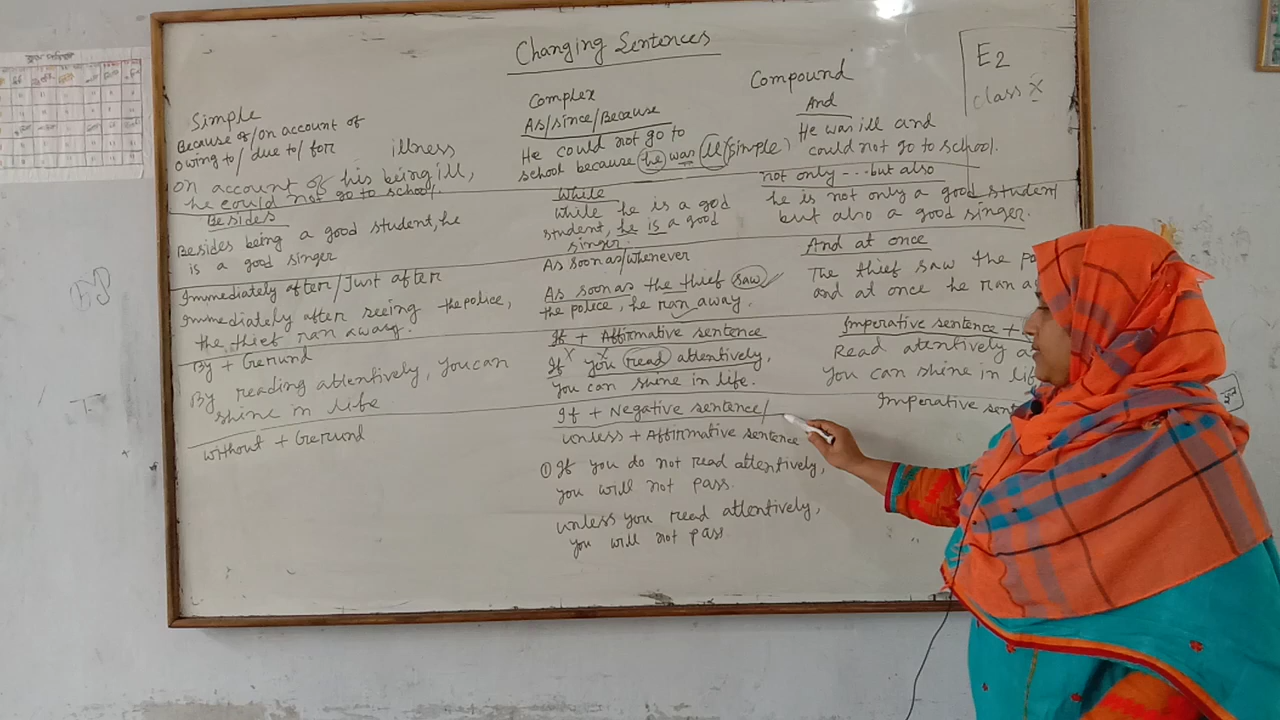 Changing Sentences
E2
class X
Simple
Because of/on account of
owing to/ due to/ for
illness
on account of his being ill,
he could not go to school,
Besides
Besides being a good student, he
is a good singer
Immediately after/Just after
Immediately after seeing the police,
the thief ran away.
By + Gerund
By reading attentively, you can
shine in life
without + Gerund
Complex
As/since/Because
He could not go to
school because he was ill (simple)
While
while he is a god
student, he is a good
singer.
As soon as/whenever
As soon as the thief saw
the police, he ran away.
If + Affirmative sentence
If you read attentively,
you can shine in life.
If + Negative sentence/
unless + Affirmative sentence
① If you do not read attentively,
you will not pass.
unless you read attentively,
you will not pass
Compound
And
He was ill and
could not go to school.
not only ---but also
he is not only a good student
but also a good singer.
And at once
The thief saw the
and at once he ran
Imperative sentence +
Read atentively
you can shine in
Imperative